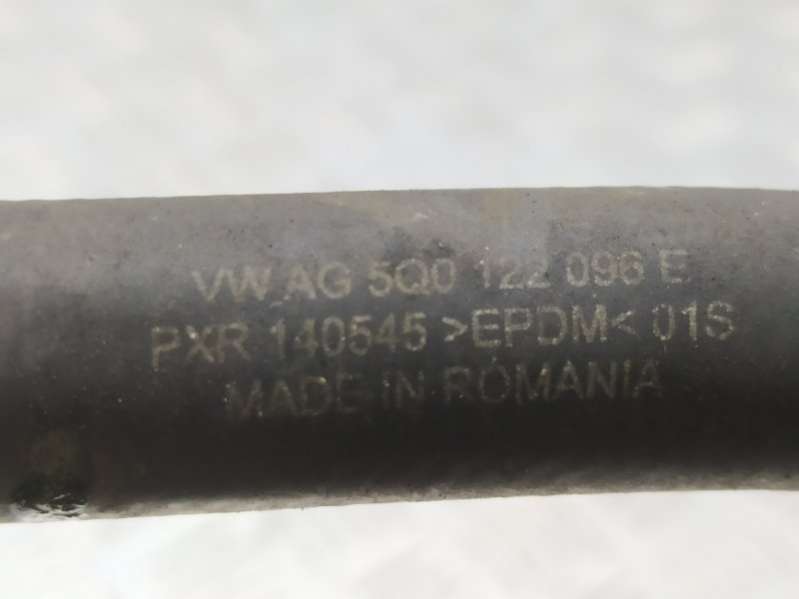 VW AG 5Q0 122 096 E
PXR 140545 >EPDM< 01S
MADE IN ROMANIA